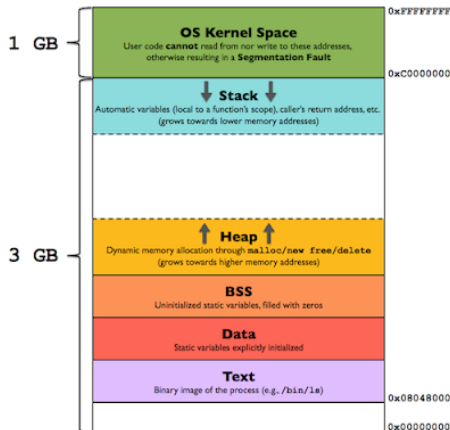 0xFFFFFFFF
1 GB
OS Kernel Space
User code cannot read from nor write to these addresses,
otherwise resulting in a Segmentation Fault
0xC0000000
Stack
Automatic variables (local to a function's scope), caller's return address, etc.
(grows towards lower memory addresses)
3 GB
Heap
Dynamic memory allocation through malloc/new free/delete
(grows towards higher memory addresses)
BSS
Uninitialized static variables, filled with zeros
Data
Static variables explicitly initialized
Text
Binary image of the process (e.g., /bin/ls)
0x08048000
0x00000000